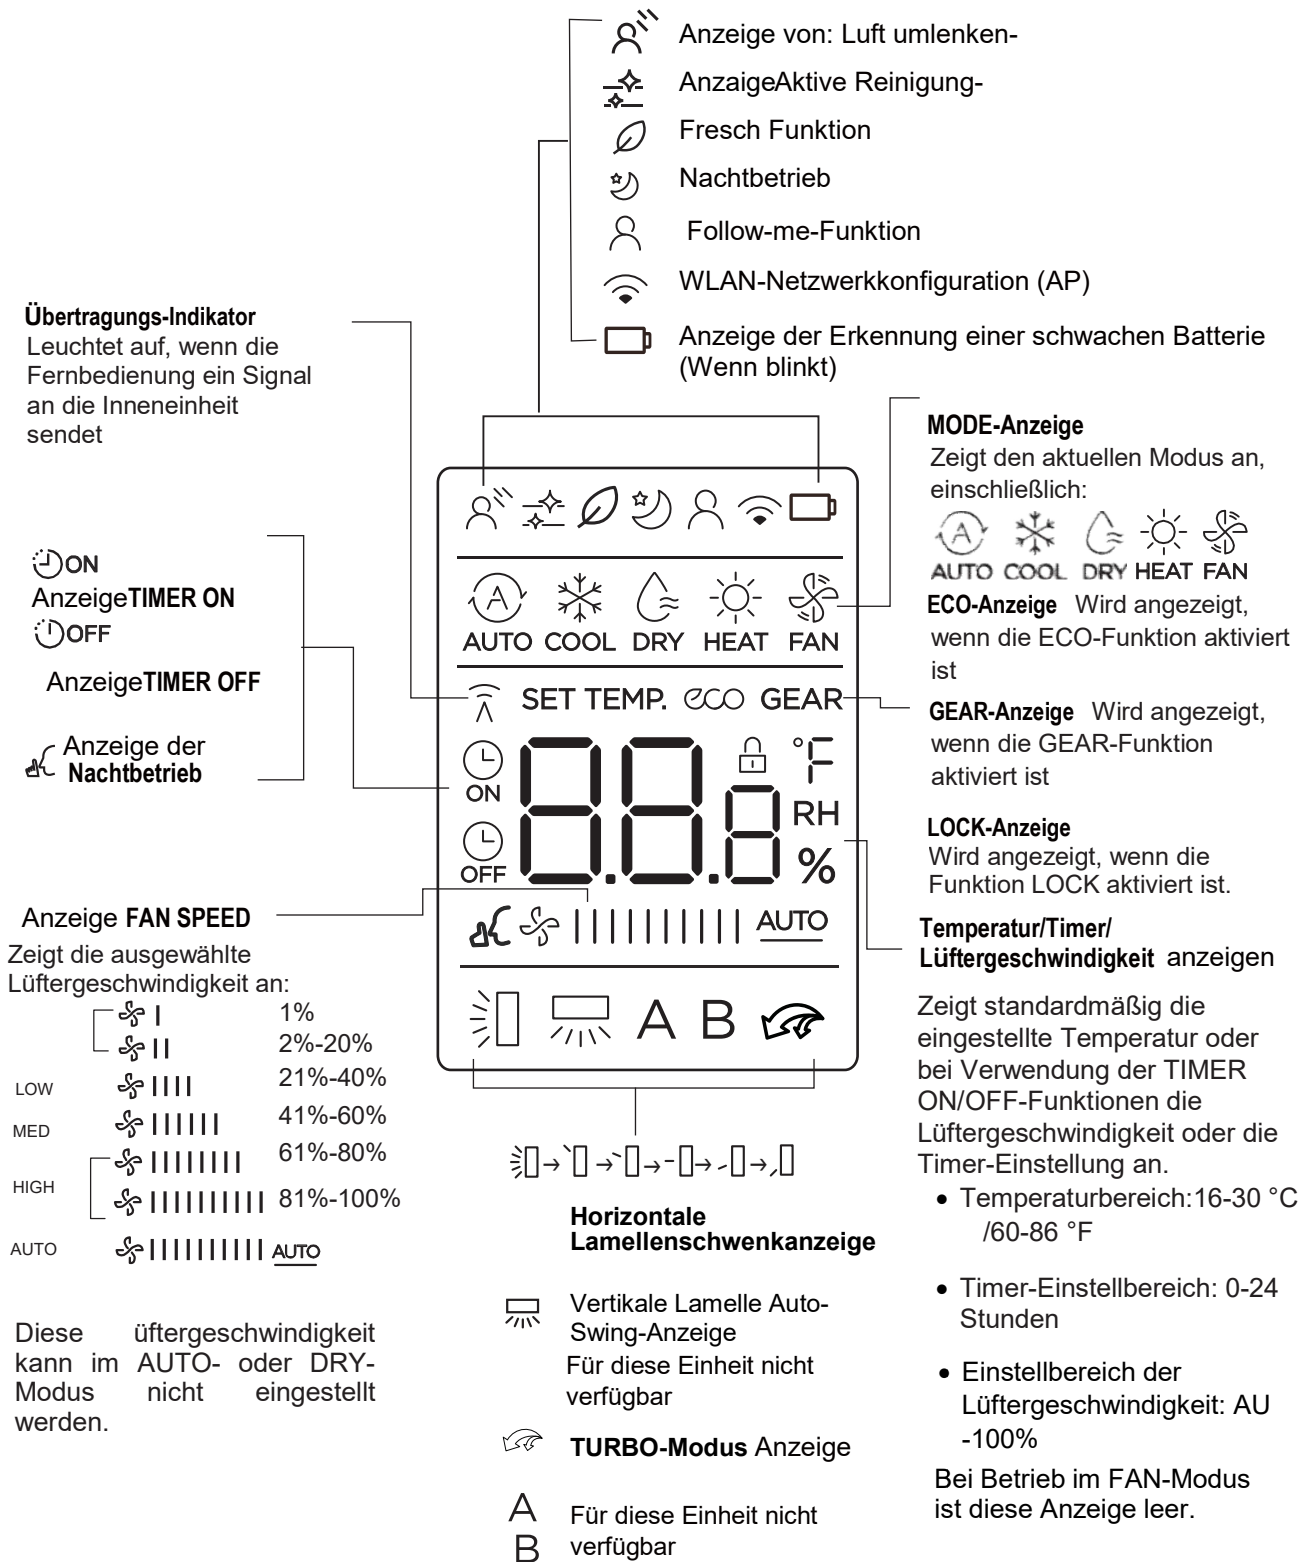 Anzeige von: Luft umlenken-
AnzaigeAktive Reinigung-
Fresch Funktion
Nachtbetrieb
Follow-me-Funktion
WLAN-Netzwerkkonfiguration (AP)
Anzeige der Erkennung einer schwachen Batterie
(Wenn blinkt)
Übertragungs-Indikator
Leuchtet auf, wenn die
Fernbedienung ein Signal
an die Inneneinheit
sendet
ON
AnzeigeTIMER ON
OFF
AnzeigeTIMER OFF
Anzeige der
Nachtbetrieb
Anzeige FAN SPEED
Zeigt die ausgewählte
Lüftergeschwindigkeit an:
1%
2%-20%
LOW 21%-40%
MED 41%-60%
61%-80%
HIGH
81%-100%
AUTO AUTO
Diese üftergeschwindigkeit
kann im AUTO- oder DRY-
Modus nicht eingestellt
werden.
A
AUTO COOL DRY HEAT FAN
SET TEMP. eco GEAR
ON
OFF
88.8
°F
RH
%
AUTO
A B
Horizontale
Lamellenschwenkanzeige
Vertikale Lamelle Auto-
Swing-Anzeige
Für diese Einheit nicht
verfügbar
TURBO-Modus Anzeige
A
B
Für diese Einheit nicht
verfügbar
MODE-Anzeige
Zeigt den aktuellen Modus an,
einschließlich:
A
AUTO COOL DRY HEAT FAN
ECO-Anzeige Wird angezeigt,
wenn die ECO-Funktion aktiviert
ist
GEAR-Anzeige Wird angezeigt,
wenn die GEAR-Funktion
aktiviert ist
LOCK-Anzeige
Wird angezeigt, wenn die
Funktion LOCK aktiviert ist.
Temperatur/Timer/
Lüftergeschwindigkeit anzeigen
Zeigt standardmäßig die
eingestellte Temperatur oder
bei Verwendung der TIMER
ON/OFF-Funktionen die
Lüftergeschwindigkeit oder die
Timer-Einstellung an.
• Temperaturbereich:16-30 °C
/60-86 °F
• Timer-Einstellbereich: 0-24
Stunden
• Einstellbereich der
Lüftergeschwindigkeit: AU
-100%
Bei Betrieb im FAN-Modus
ist diese Anzeige leer.